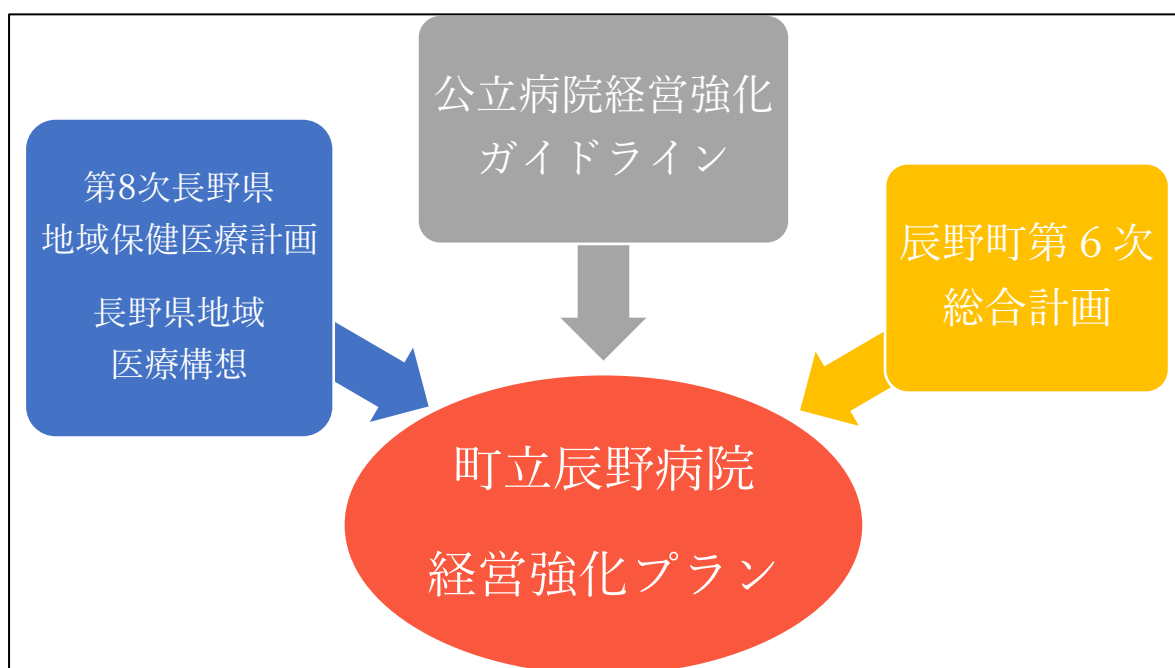 公立病院経営強化
ガイドライン
第8次長野県
地域保健医療計画
長野県地域
医療構想
辰野町第６次
総合計画
町立辰野病院
経営強化プラン